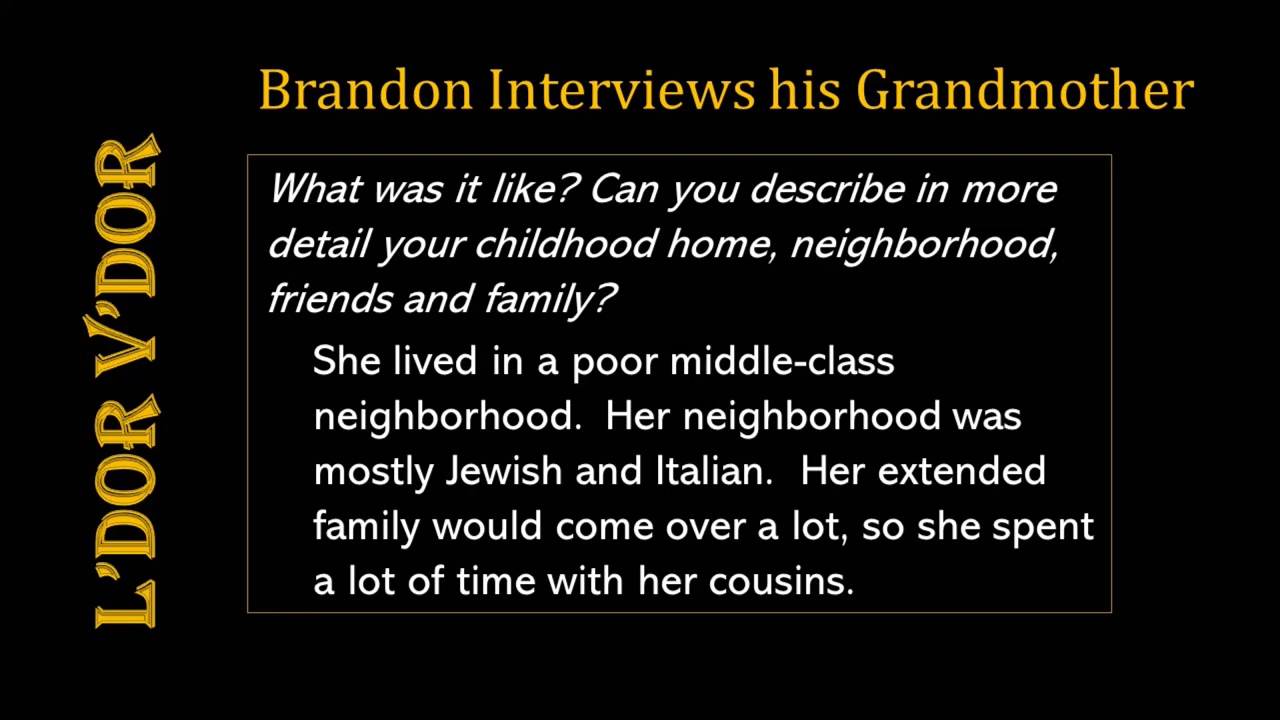 Brandon Interviews his Grandmother
L'DOR V'DOR
What was it like? Can you describe in more
detail your childhood home, neighborhood,
friends and family?
She lived in a poor middle-class
neighborhood.  Her neighborhood was
mostly Jewish and Italian.  Her extended
family would come over a lot, so she spent
a lot of time with her cousins.